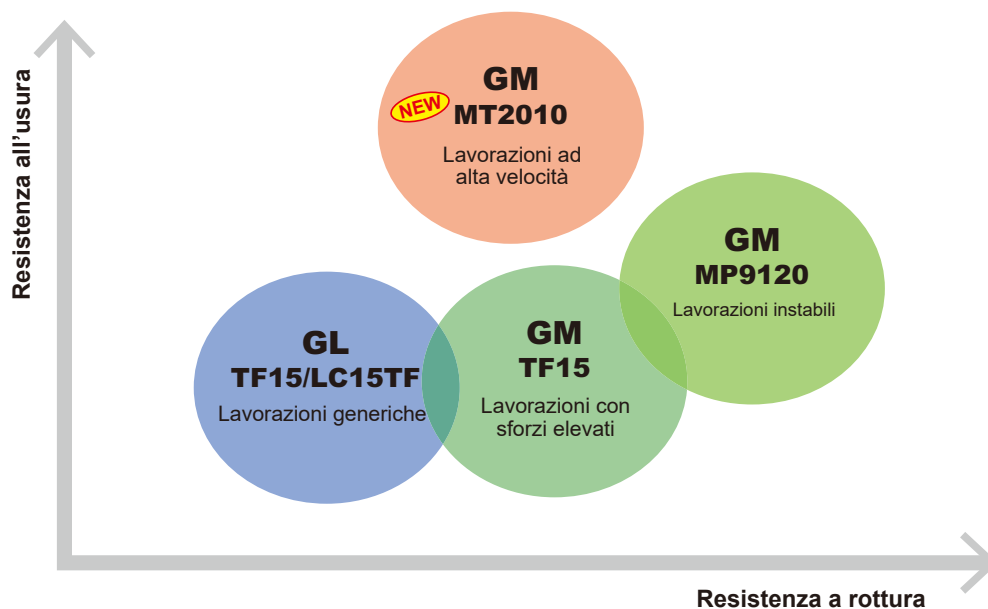 Resistenza all’usura
GM
NEW
MT2010
Lavorazioni ad
alta velocità
GM
MP9120
Lavorazioni instabili
GL
TF15/LC15TF
Lavorazioni generiche
GM
TF15
Lavorazioni con
sforzi elevati
Resistenza a rottura